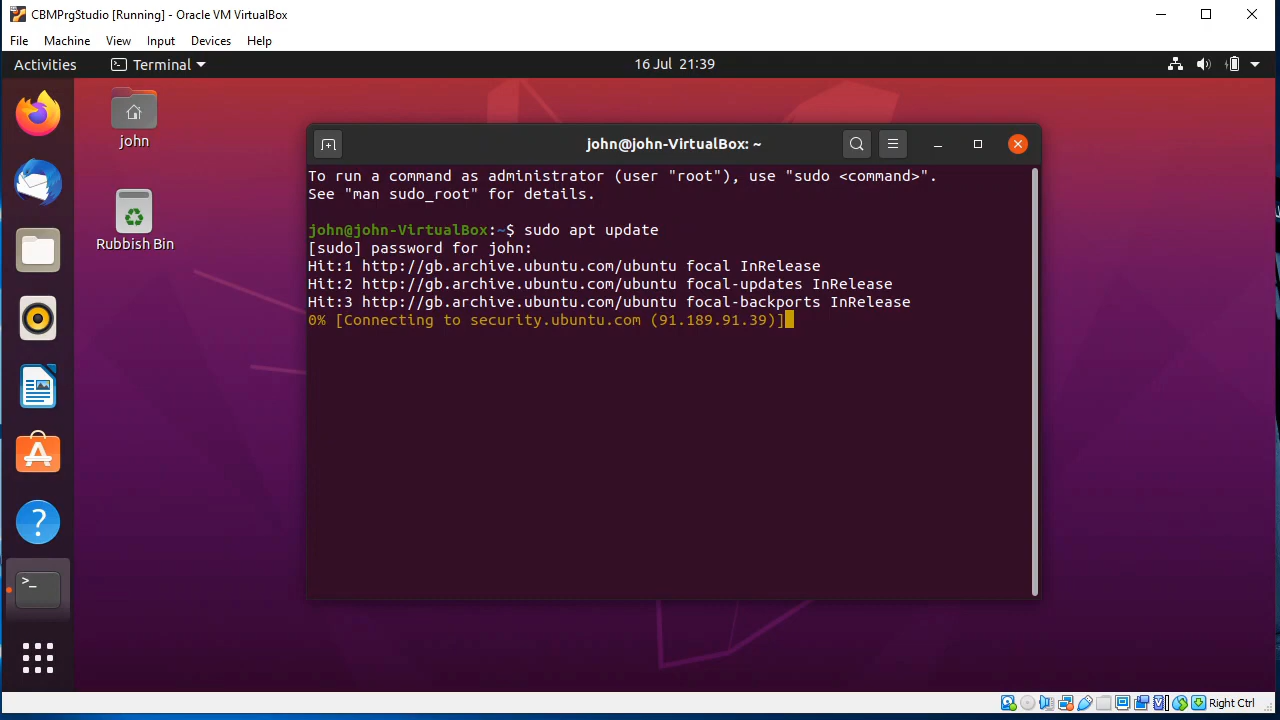 CBMPrgStudio [Running] - Oracle VM VirtualBox
File Machine View Input Devices Help
Activities Terminal 16 Jul 21:39
john
Rubbish Bin
john@john-VirtualBox: ~
To run a command as administrator (user "root"), use "sudo <command>".
See "man sudo_root" for details.
john@john-VirtualBox:~$ sudo apt update
[sudo] password for john:
Hit:1 http://gb.archive.ubuntu.com/ubuntu focal InRelease
Hit:2 http://gb.archive.ubuntu.com/ubuntu focal-updates InRelease
Hit:3 http://gb.archive.ubuntu.com/ubuntu focal-backports InRelease
0% [Connecting to security.ubuntu.com (91.189.91.39)]
Right Ctrl